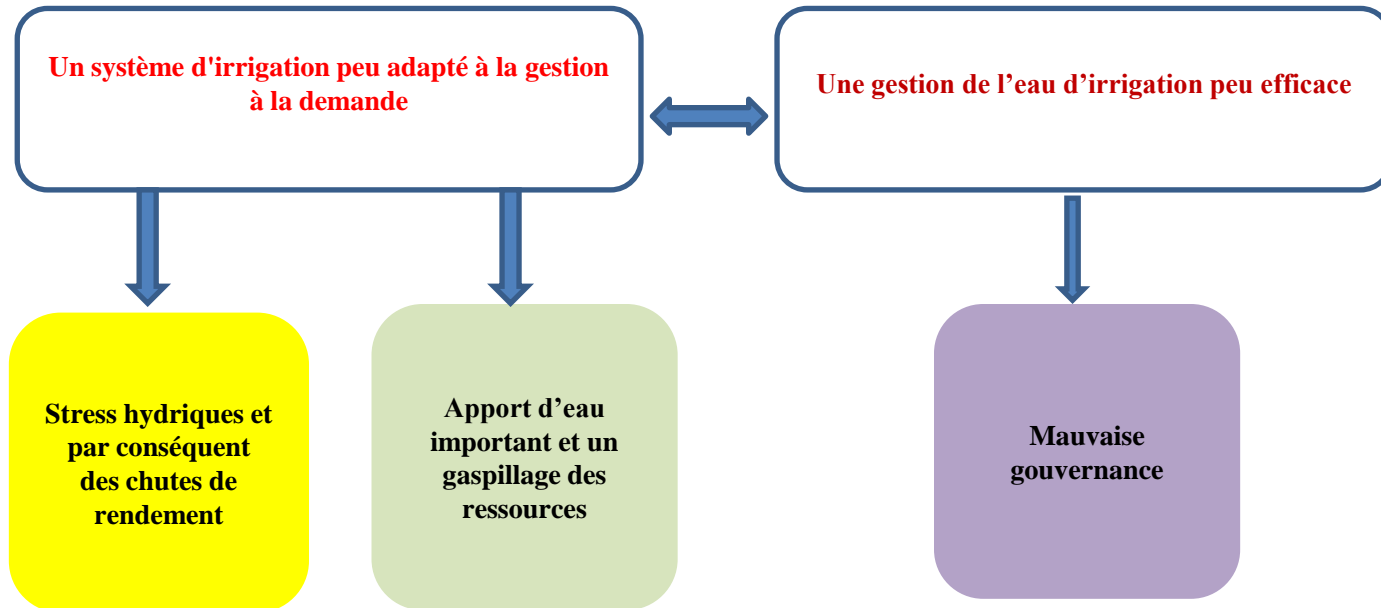 Un système d'irrigation peu adapté à la gestion
à la demande
Une gestion de l’eau d’irrigation peu efficace
Stress hydriques et
par conséquent
des chutes de
rendement
Apport d’eau
important et un
gaspillage des
ressources
Mauvaise
gouvernance